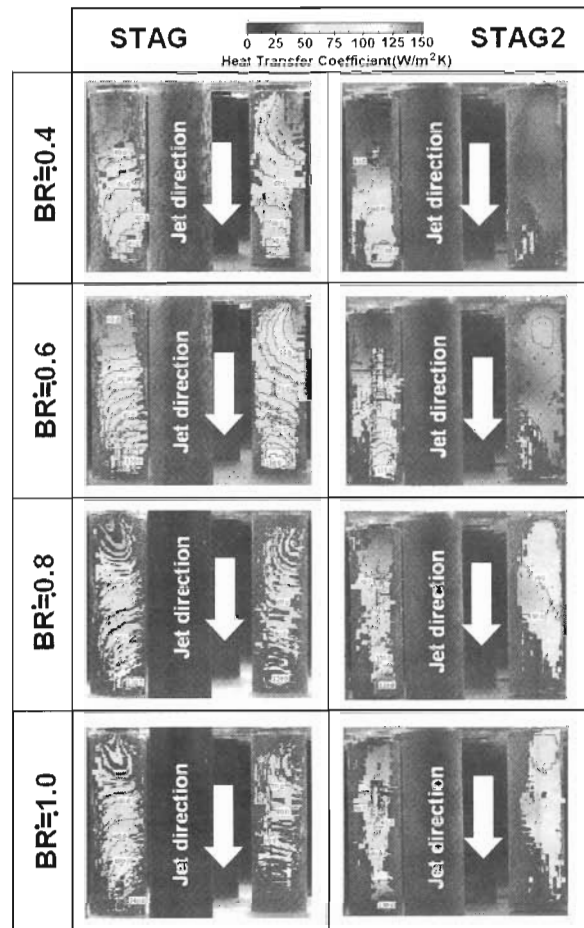 STAG
0 25 50 75 100 125 150
STAG2
Heat Transfer Coefficient(W/m²K)
BR≒0.4
Jet direction
Jet direction
BR≒0.6
Jet direction
Jet direction
BR≒0.8
Jet direction
Jet direction
BR≒1.0
Jet direction
Jet direction